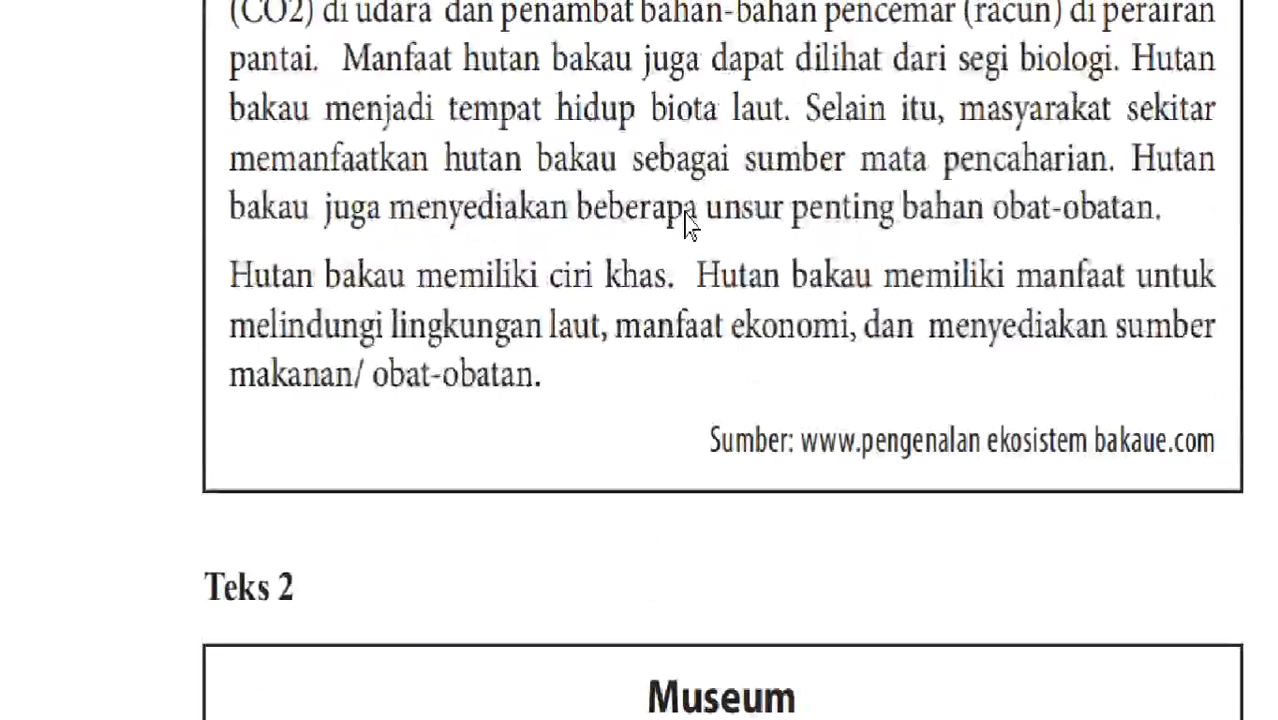 (CO2) di udara dan penambat bahan-bahan pencemar (racun) di perairan
pantai. Manfaat hutan bakau juga dapat dilihat dari segi biologi. Hutan
bakau menjadi tempat hidup biota laut. Selain itu, masyarakat sekitar
memanfaatkan hutan bakau sebagai sumber mata pencaharian. Hutan
bakau juga menyediakan beberapa unsur penting bahan obat-obatan.
Hutan bakau memiliki ciri khas. Hutan bakau memiliki manfaat untuk
melindungi lingkungan laut, manfaat ekonomi, dan menyediakan sumber
makanan/ obat-obatan.
Sumber: www.pengenalan ekosistem bakaue.com
Teks 2
Museum